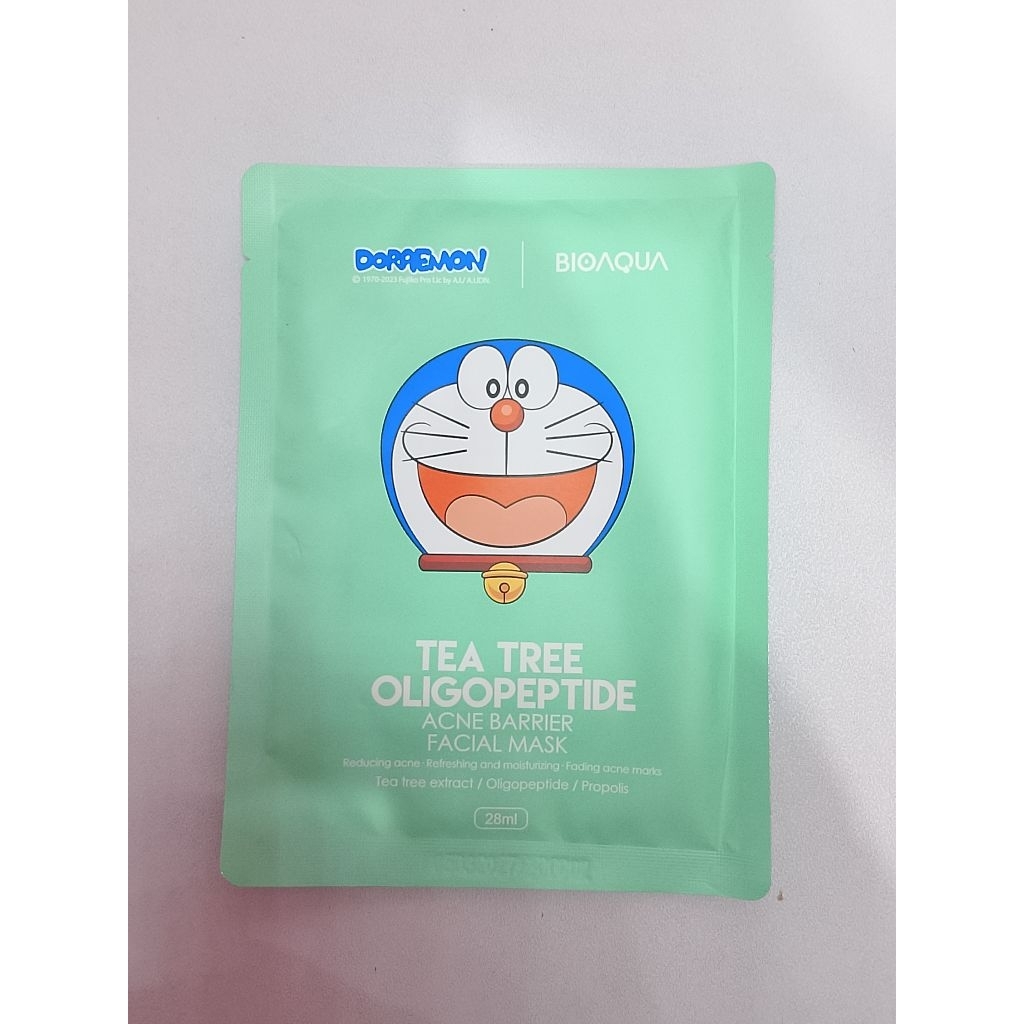 DORAEMON
BIOAQUA
© 1970-2023 Fujiko Pro Lic by A.I/ A.LION.
TEA TREE
OLIGOPEPTIDE
ACNE BARRIER
FACIAL MASK
Reducing acne · Refreshing and moisturizing · Fading acne marks
Tea tree extract / Oligopeptide / Propolis
28ml